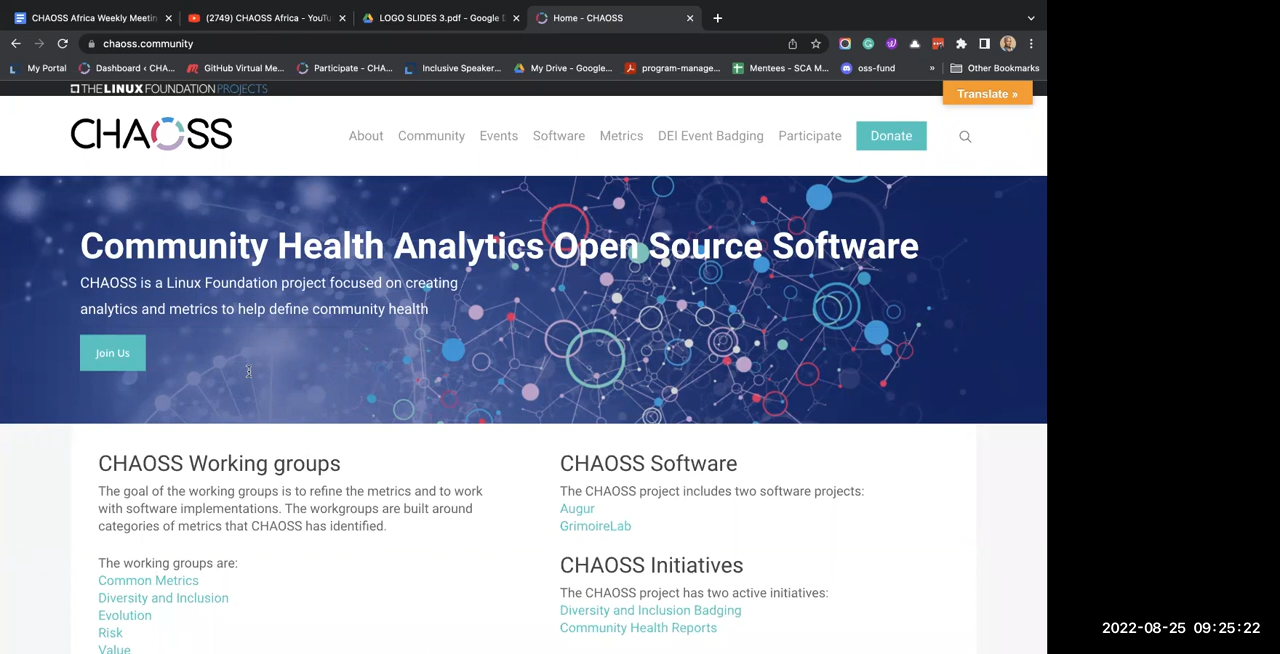 CHAOSS Africa Weekly Meetin
(2749) CHAOSS Africa - YouTu
LOGO SLIDES 3.pdf - Google D
Home - CHAOSS
chaoss.community
My Portal
Dashboard ‹ CHA...
GitHub Virtual Me...
Participate - CHA...
Inclusive Speaker...
My Drive - Google...
program-manage...
Mentees - SCA M...
oss-fund
»
Other Bookmarks
THE LINUX FOUNDATION PROJECTS
Translate »
CHAOSS
About
Community
Events
Software
Metrics
DEI Event Badging
Participate
Donate
Community Health Analytics Open Source Software
CHAOSS is a Linux Foundation project focused on creating
analytics and metrics to help define community health
Join Us
CHAOSS Working groups
The goal of the working groups is to refine the metrics and to work
with software implementations. The workgroups are built around
categories of metrics that CHAOSS has identified.
The working groups are:
Common Metrics
Diversity and Inclusion
Evolution
Risk
Value
CHAOSS Software
The CHAOSS project includes two software projects:
Augur
GrimoireLab
CHAOSS Initiatives
The CHAOSS project has two active initiatives:
Diversity and Inclusion Badging
Community Health Reports
2022-08-25 09:25:22